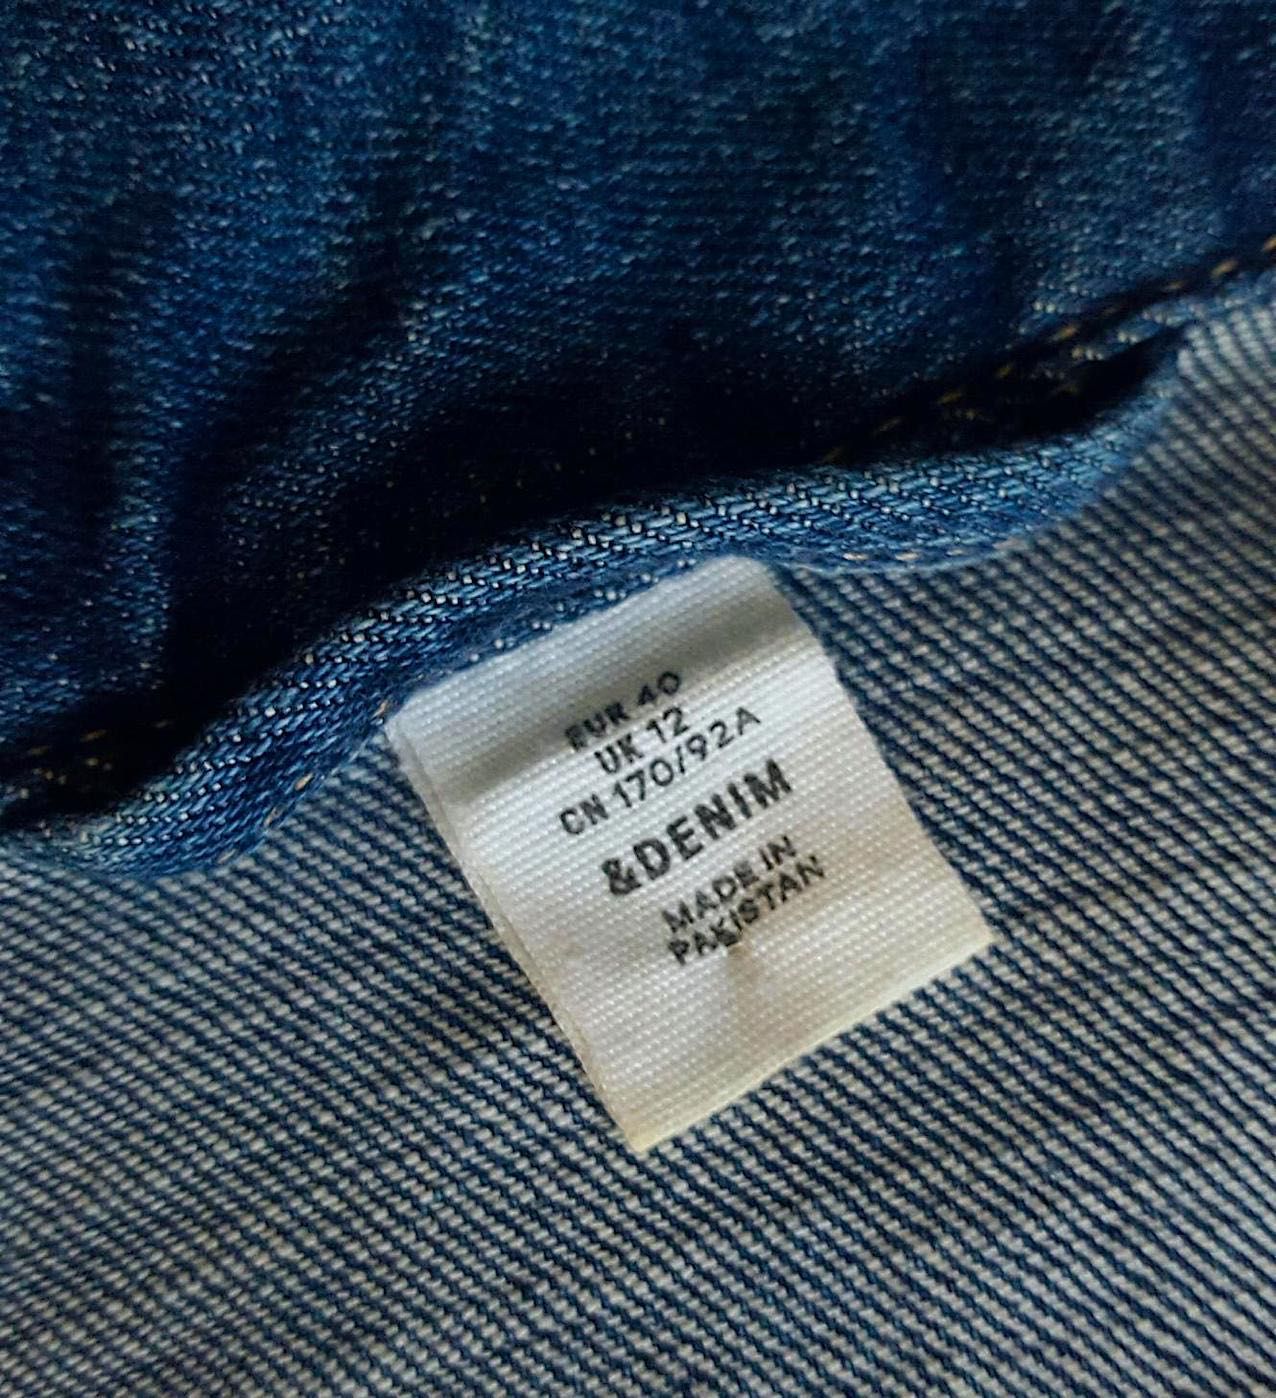 EUR 40
UK 12
CN 170/92A
&DENIM
MADE IN
PAKISTAN